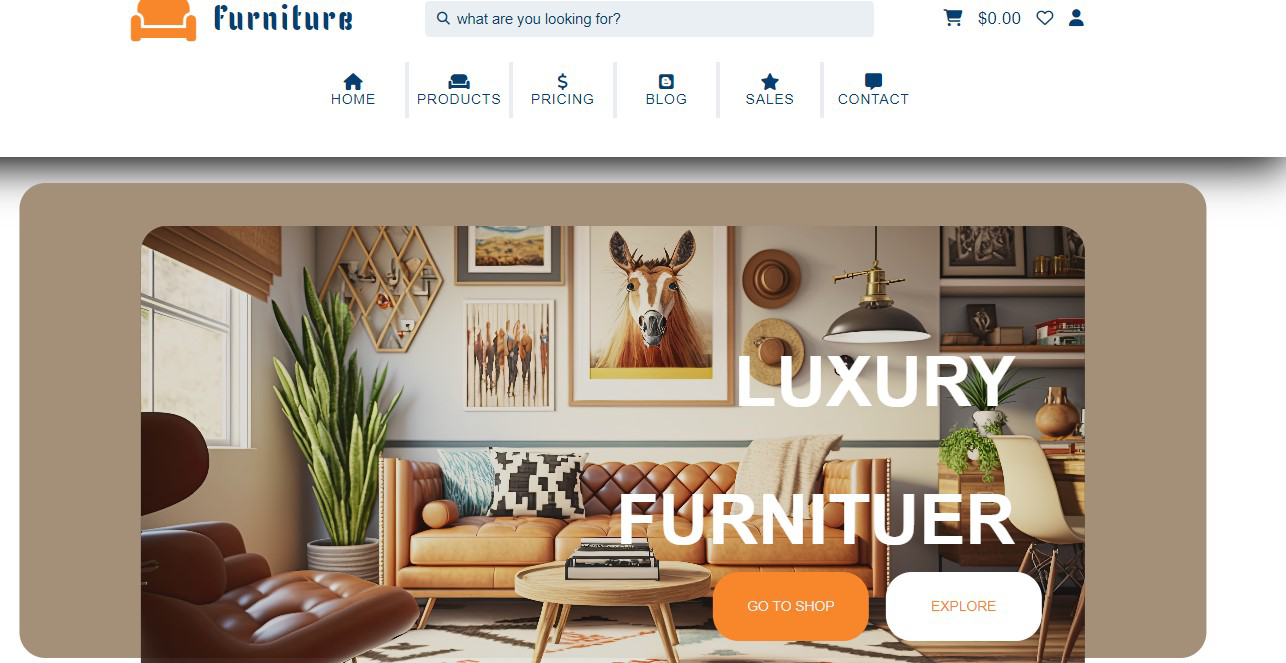 furniture
what are you looking for?
$0.00
HOME PRODUCTS PRICING BLOG SALES CONTACT
LUXURY
FURNITUER
GO TO SHOP EXPLORE